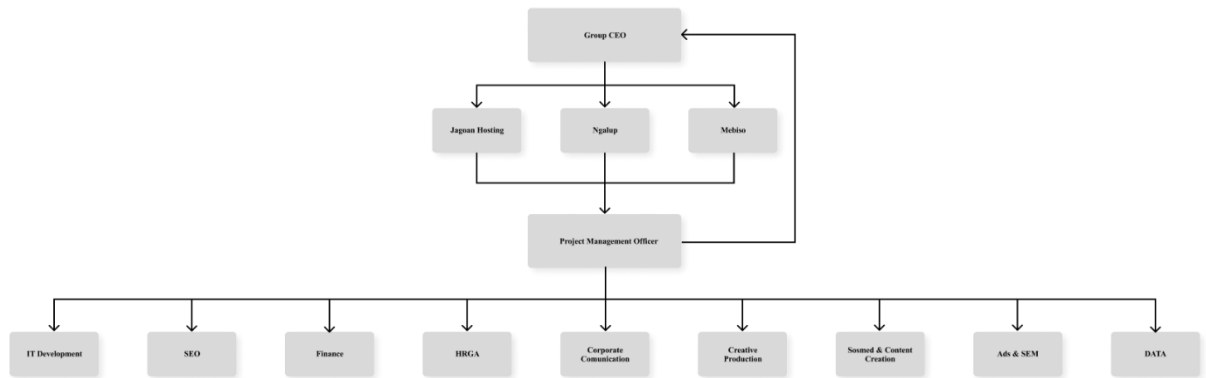 Group CEO
Jagoan Hosting
Ngalup
Mebiso
Project Management Officer
IT Development
SEO
Finance
HRGA
Corporate
Comunication
Creative
Production
Sosmed & Content
Creation
Ads & SEM
DATA